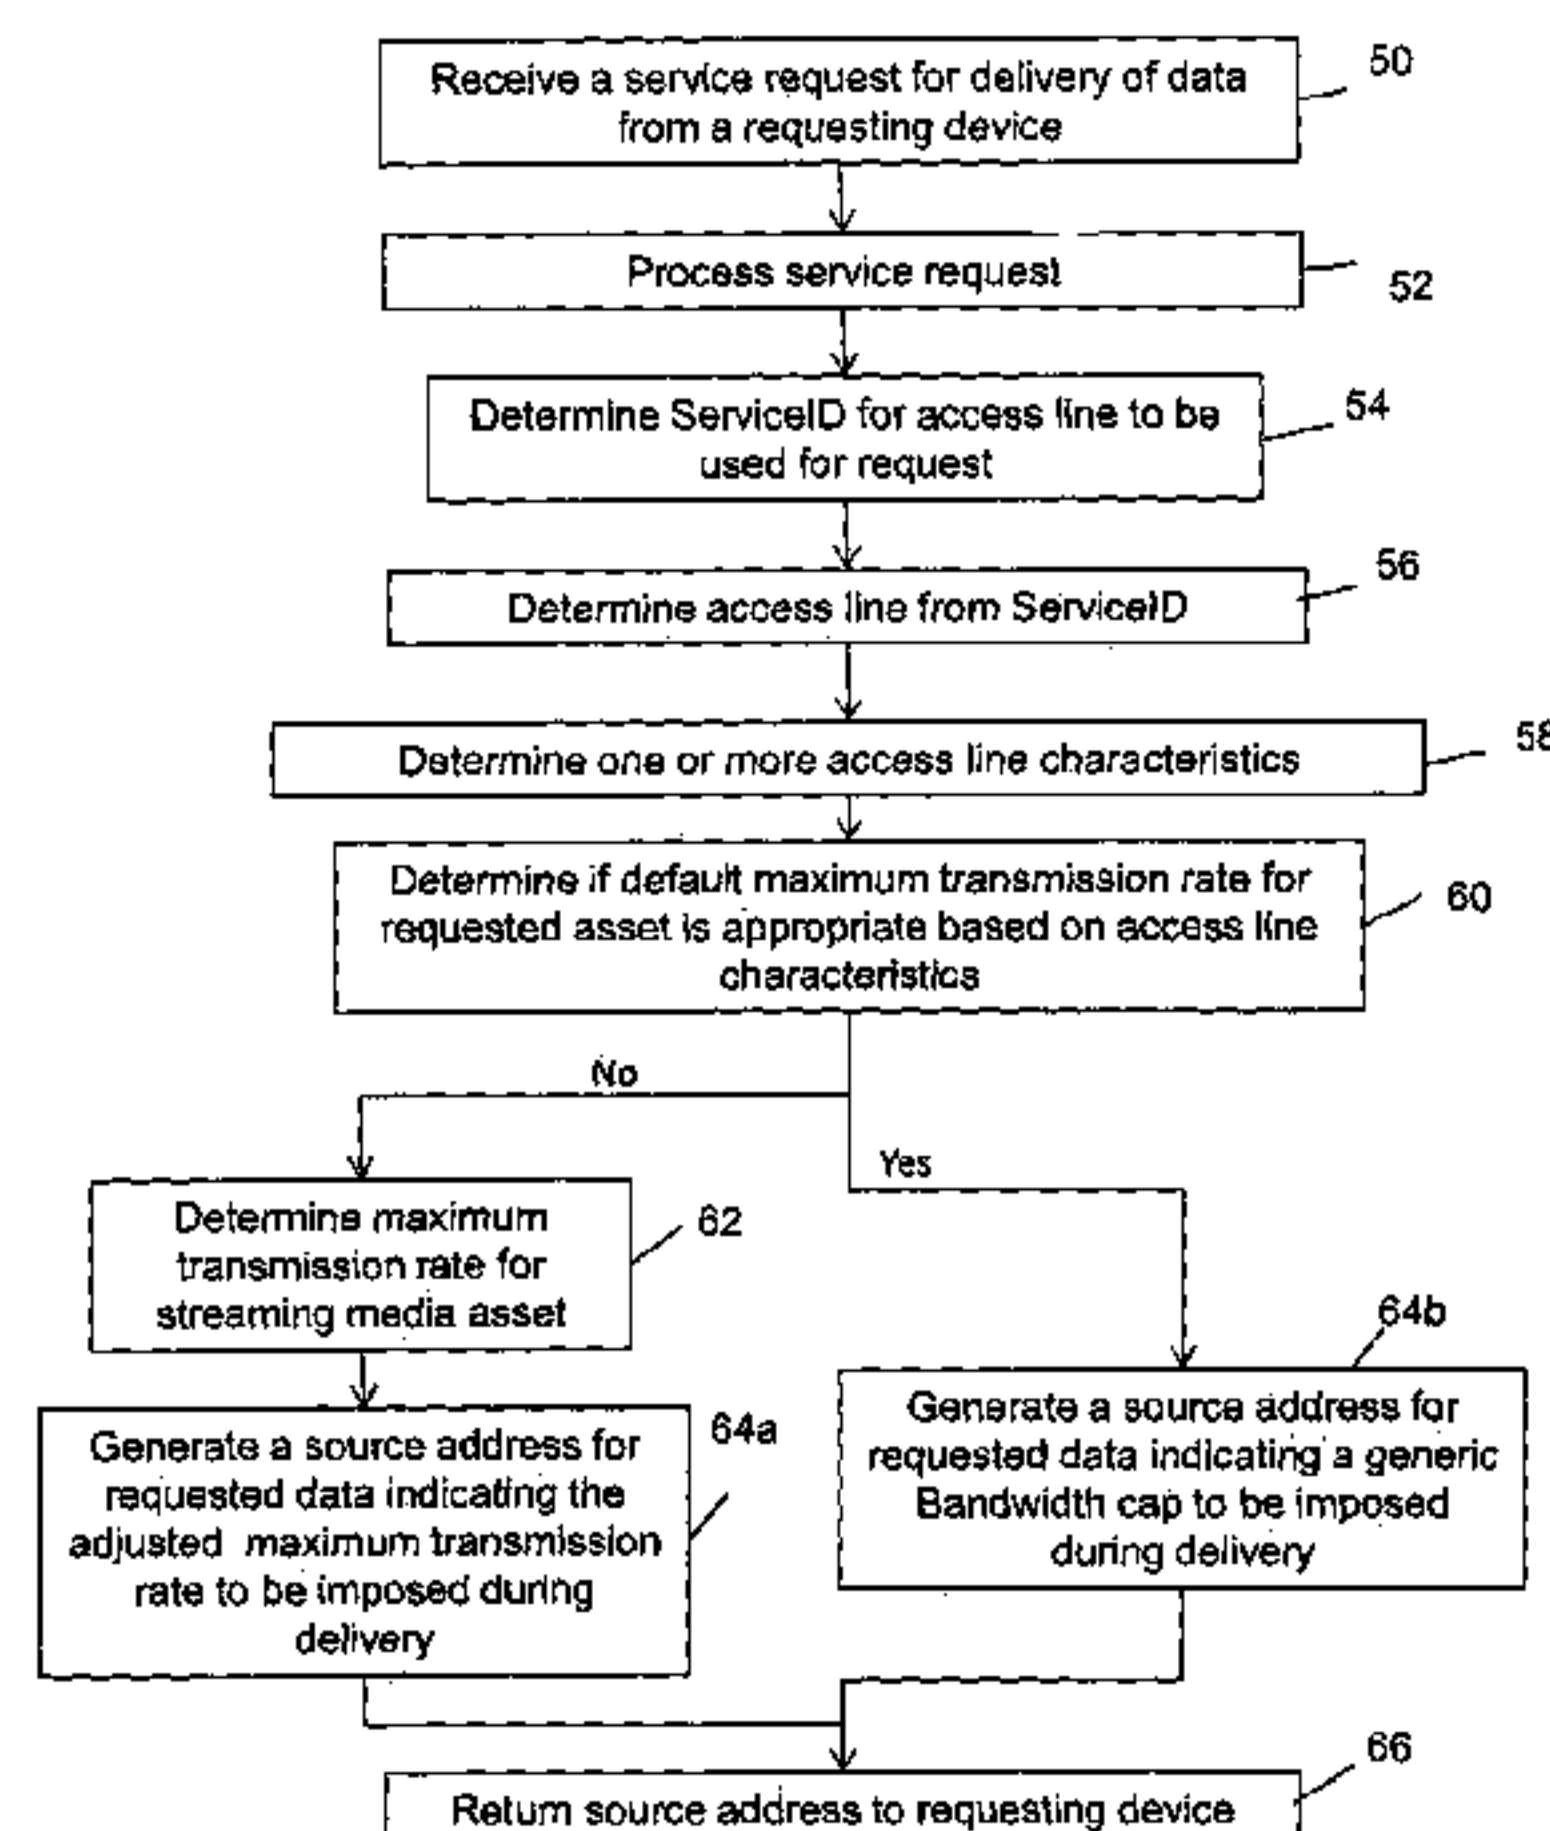 Receive a service request for delivery of data
from a requesting device
50
Process service request
52
Determine ServiceID for access line to be
used for request
54
Determine access line from ServiceID
56
Determine one or more access line characteristics
58
Determine if default maximum transmission rate for
requested asset is appropriate based on access line
characteristics
60
No
Yes
Determine maximum
transmission rate for
streaming media asset
62
64b
Generate a source address for
requested data indicating the
adjusted maximum transmission
rate to be imposed during
delivery
64a
Generate a source address for
requested data indicating a generic
Bandwidth cap to be imposed
during delivery
66
Return source address to requesting device